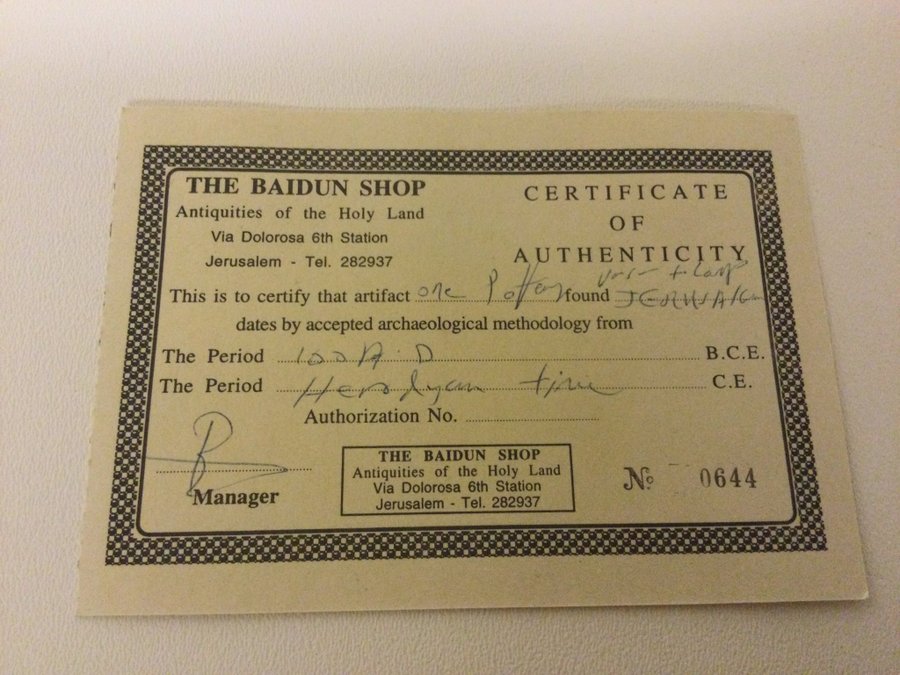 THE BAIDUN SHOP
Antiquities of the Holy Land
Via Dolorosa 6th Station
Jerusalem - Tel. 282937
CERTIFICATE
OF
AUTHENTICITY
This is to certify that artifact one Pottery found JERUSALEM
dates by accepted archaeological methodology from
The Period 100 A.D B.C.E.
The Period Herodyan time C.E.
Authorization No.
Manager
THE BAIDUN SHOP
Antiquities of the Holy Land
Via Dolorosa 6th Station
Jerusalem - Tel. 282937
No 0644